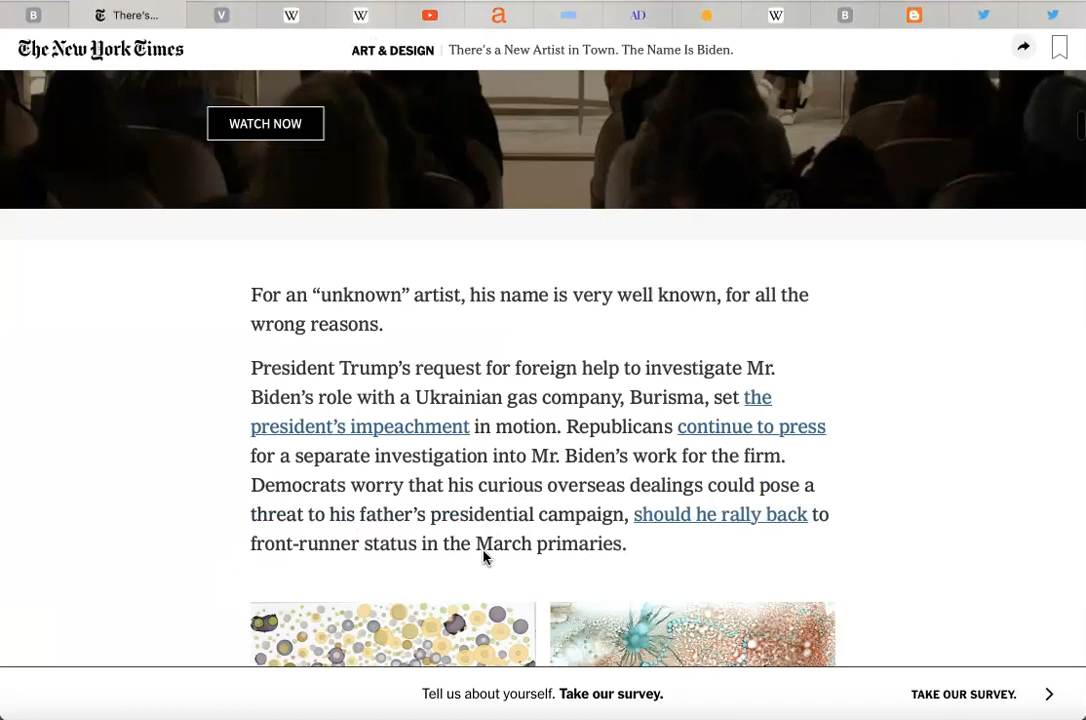 B
There's...
V
W
W
a
AD
W
B
The New York Times
ART & DESIGN | There's a New Artist in Town. The Name Is Biden.
WATCH NOW
For an “unknown” artist, his name is very well known, for all the
wrong reasons.
President Trump’s request for foreign help to investigate Mr.
Biden’s role with a Ukrainian gas company, Burisma, set the
president’s impeachment in motion. Republicans continue to press
for a separate investigation into Mr. Biden’s work for the firm.
Democrats worry that his curious overseas dealings could pose a
threat to his father’s presidential campaign, should he rally back to
front-runner status in the March primaries.
Tell us about yourself. Take our survey.
TAKE OUR SURVEY.